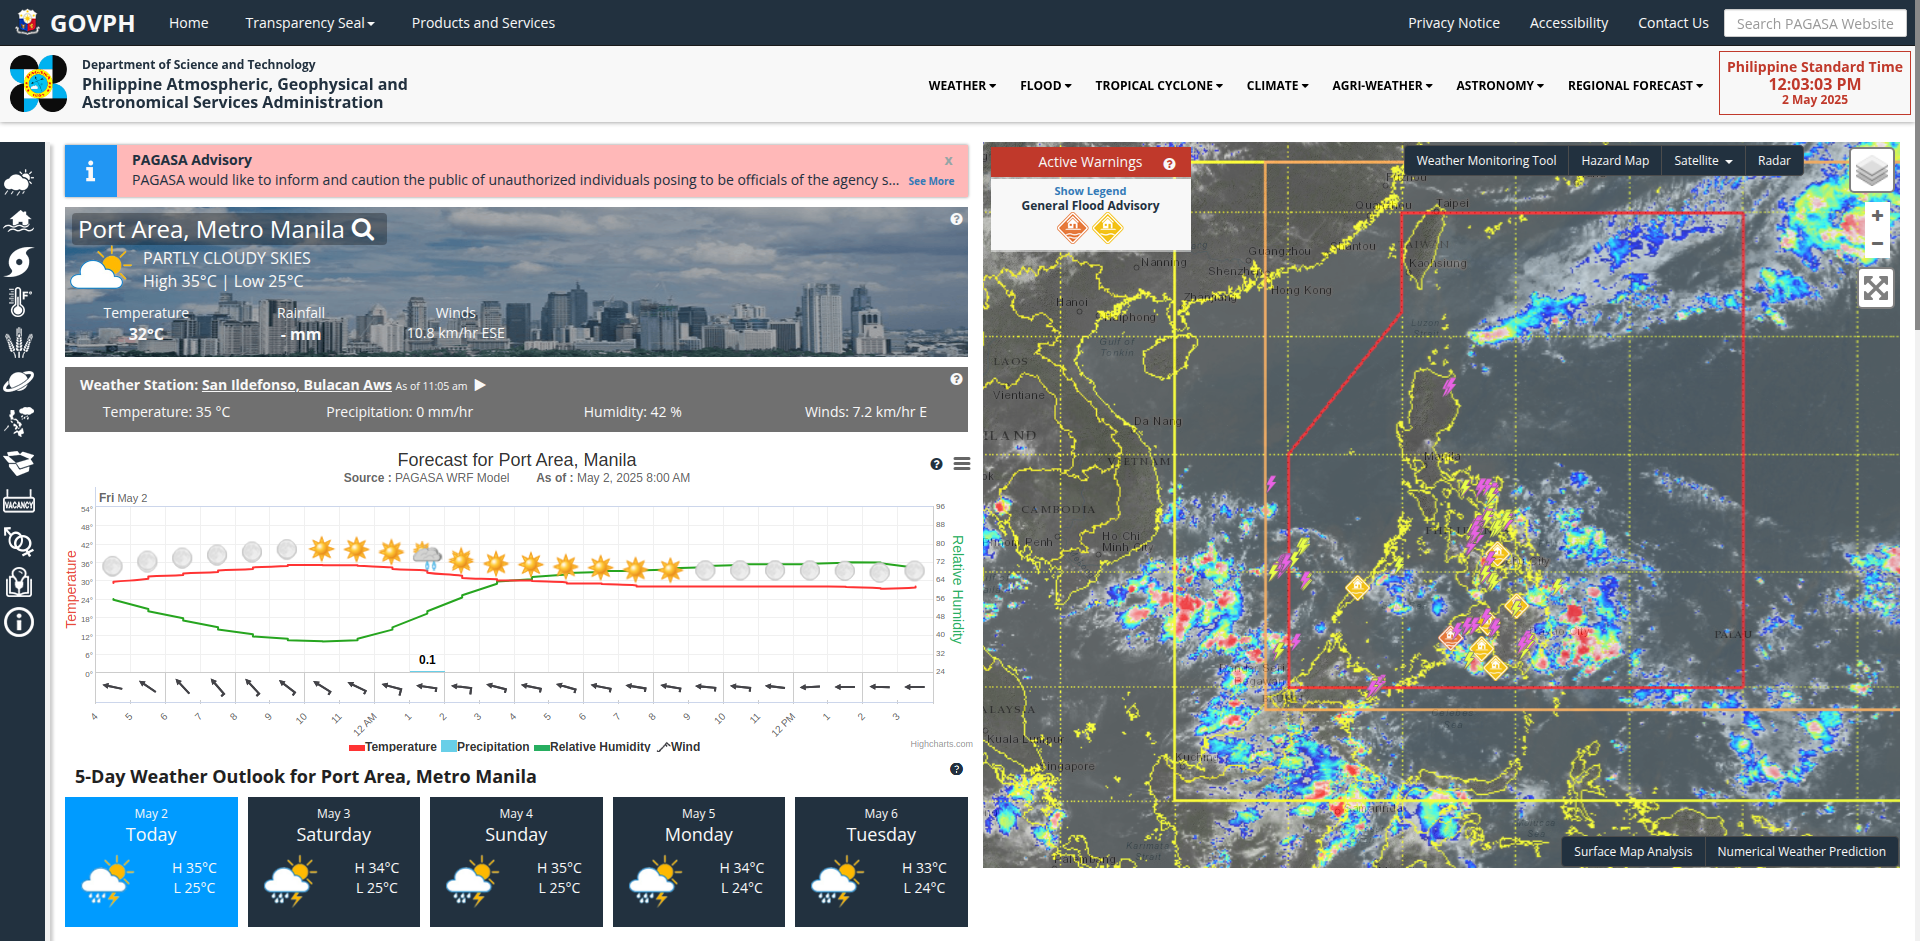 GOVPH
Home
Transparency Seal
Products and Services
Privacy Notice
Accessibility
Contact Us
Search PAGASA Website
Department of Science and Technology
Philippine Atmospheric, Geophysical and
Astronomical Services Administration
WEATHER
FLOOD
TROPICAL CYCLONE
CLIMATE
AGRI-WEATHER
ASTRONOMY
REGIONAL FORECAST
Philippine Standard Time
12:03:03 PM
2 May 2025
VACANCY
PAGASA Advisory
x
PAGASA would like to inform and caution the public of unauthorized individuals posing to be officials of the agency s...
See More
Port Area, Metro Manila
PARTLY CLOUDY SKIES
High 35°C | Low 25°C
Temperature
Rainfall
Winds
32°C
- mm
10.8 km/hr ESE
Weather Station: San Ildefonso, Bulacan Aws As of 11:05 am
Temperature: 35 °C
Precipitation: 0 mm/hr
Humidity: 42 %
Winds: 7.2 km/hr E
Forecast for Port Area, Manila
Source : PAGASA WRF Model As of : May 2, 2025 8:00 AM
Fri May 2
54°
48°
42°
36°
30°
24°
18°
12°
6°
0°
Temperature
96
88
80
72
64
56
48
40
32
24
Relative Humidity
0.1
4 5 6 7 8 9 10 11 12 AM 1 2 3 4 5 6 7 8 9 10 11 12 PM 1 2 3
Temperature Precipitation Relative Humidity Wind
Highcharts.com
5-Day Weather Outlook for Port Area, Metro Manila
May 2
Today
H 35°C
L 25°C
May 3
Saturday
H 34°C
L 25°C
May 4
Sunday
H 35°C
L 25°C
May 5
Monday
H 34°C
L 24°C
May 6
Tuesday
H 33°C
L 24°C
Active Warnings
Show Legend
General Flood Advisory
Weather Monitoring Tool
Hazard Map
Satellite
Radar
+
−
Taipei
Guangzhou
Nanning
Kaohsiung
Hong Kong
Hanoi
Gulf of
Tonkin
LAOS
Vientiane
Da Nang
VIETNAM
Manila
CAMBODIA
Ho Chi
Minh City
PALAU
Kuala Lumpur
Kuching
Samarinda
Karimata
Strait
Surface Map Analysis
Numerical Weather Prediction